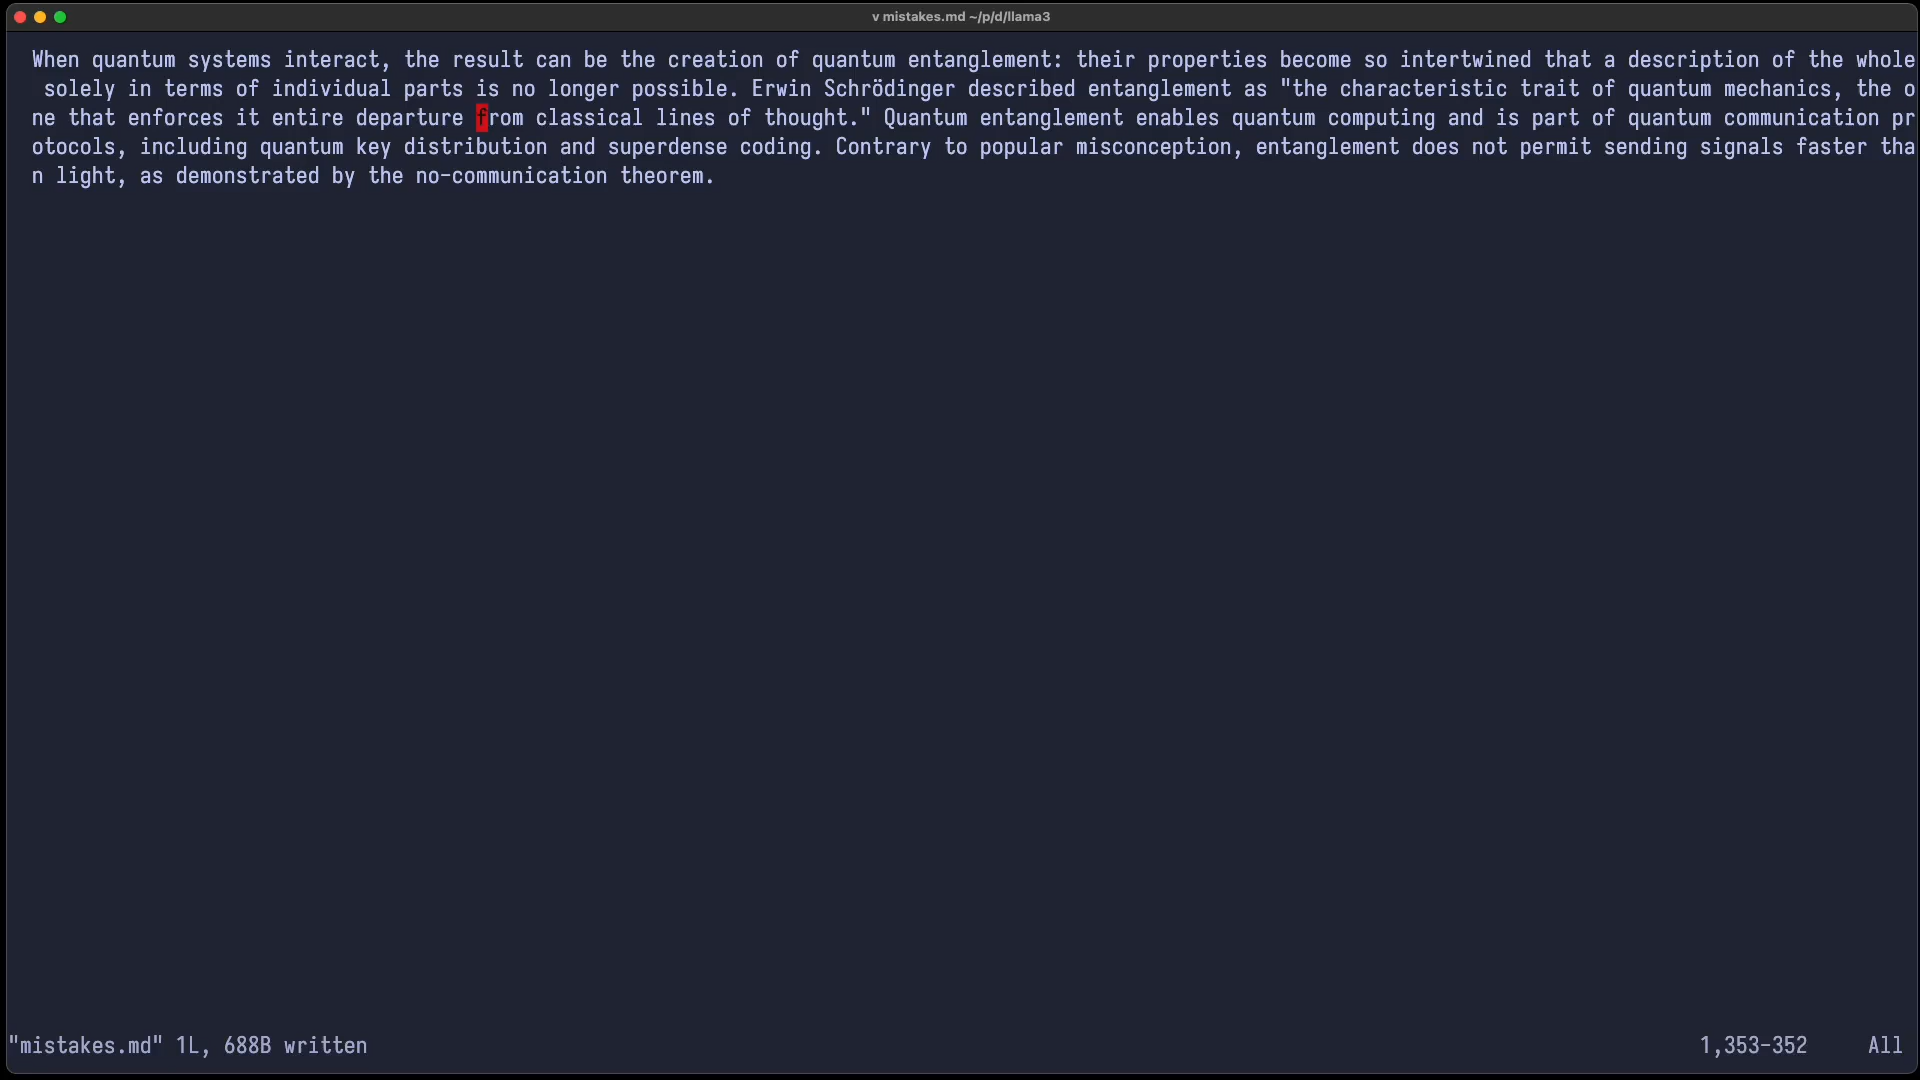 v mistakes.md ~/p/d/llama3
When quantum systems interact, the result can be the creation of quantum entanglement: their properties become so intertwined that a description of the whole
solely in terms of individual parts is no longer possible. Erwin Schrödinger described entanglement as "the characteristic trait of quantum mechanics, the o
ne that enforces it entire departure from classical lines of thought." Quantum entanglement enables quantum computing and is part of quantum communication pr
otocols, including quantum key distribution and superdense coding. Contrary to popular misconception, entanglement does not permit sending signals faster tha
n light, as demonstrated by the no-communication theorem.
"mistakes.md" 1L, 688B written 1,353-352 All